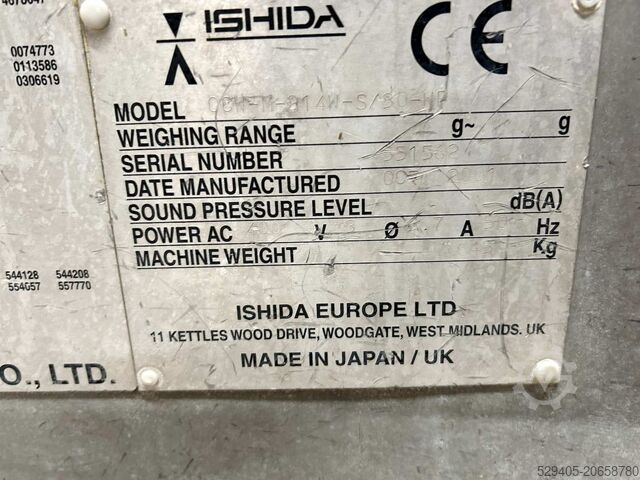 0074773
0113586
0306619
544128 544208
554057 557770
O., LTD.
ISHIDA CE
MODEL
WEIGHING RANGE g~ g
SERIAL NUMBER
DATE MANUFACTURED
SOUND PRESSURE LEVEL dB(A)
POWER AC V Ø A Hz
MACHINE WEIGHT Kg
ISHIDA EUROPE LTD
11 KETTLES WOOD DRIVE, WOODGATE, WEST MIDLANDS. UK
MADE IN JAPAN / UK
529405-20658780